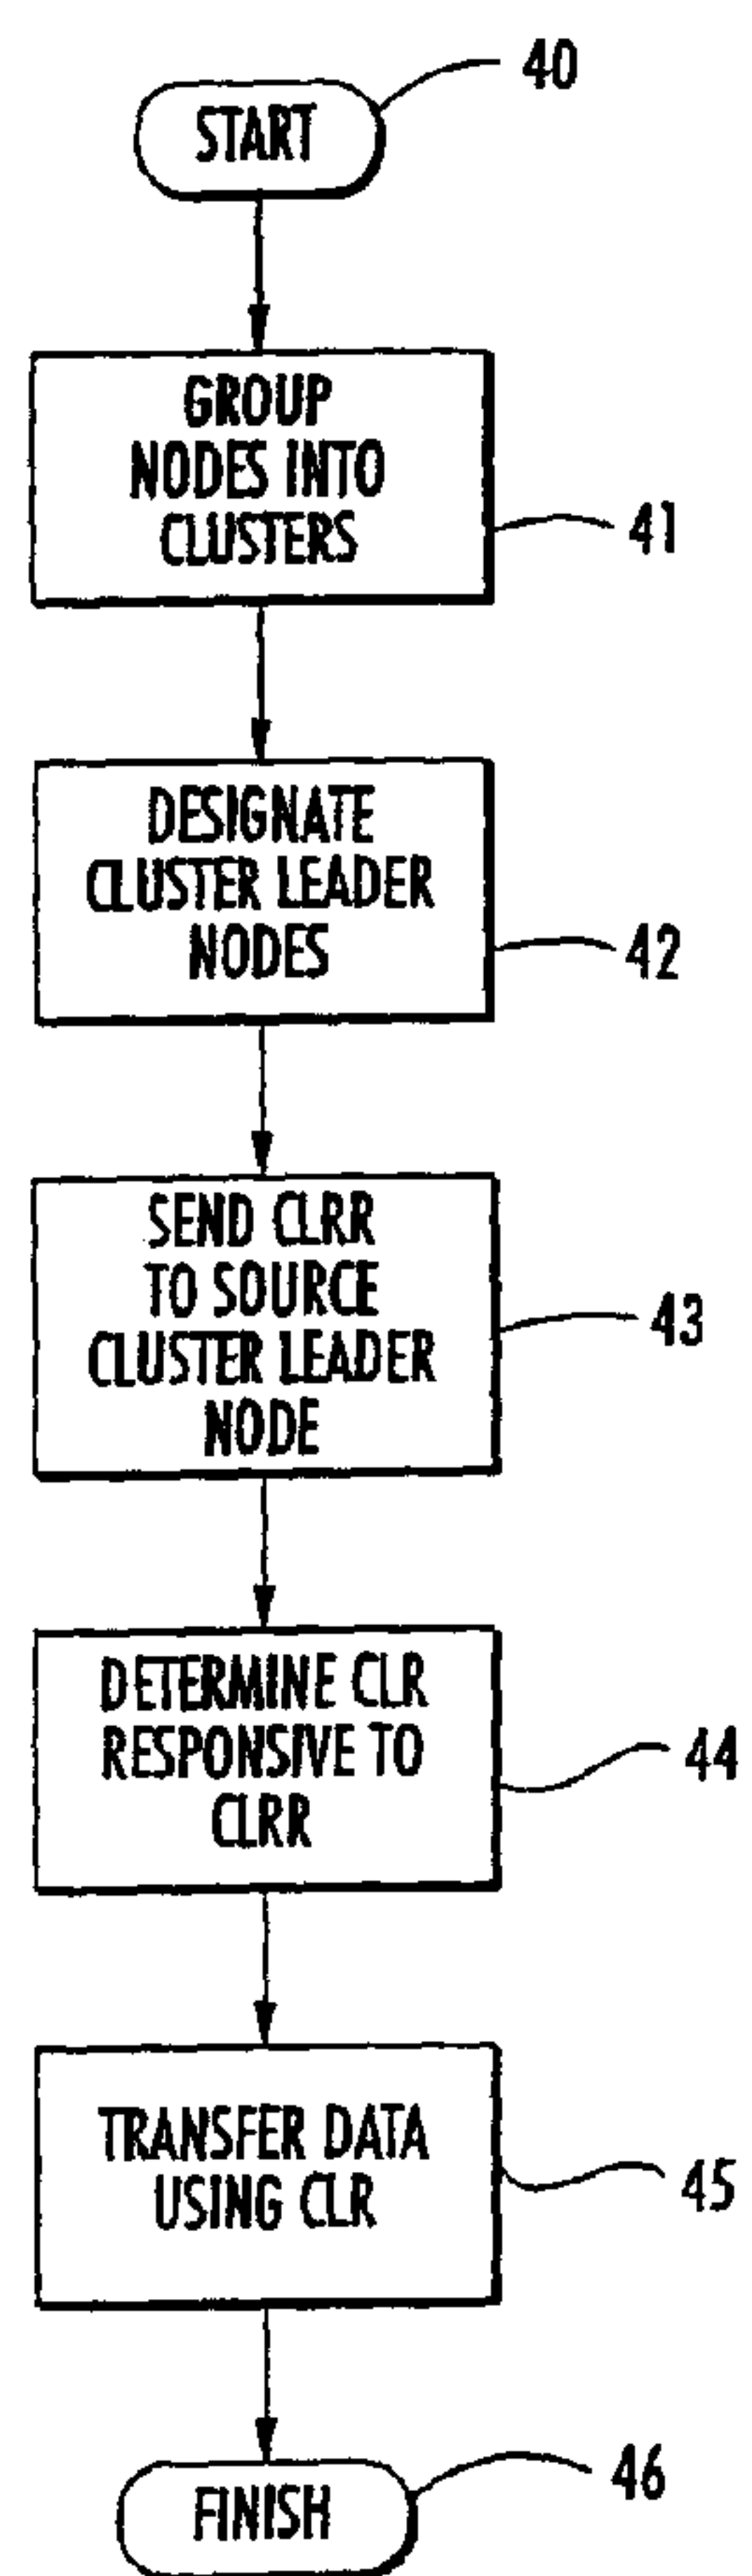 40
START
GROUP
NODES INTO
CLUSTERS
41
DESIGNATE
CLUSTER LEADER
NODES
42
SEND CLRR
TO SOURCE
CLUSTER LEADER
NODE
43
DETERMINE CLR
RESPONSIVE TO
CLRR
44
TRANSFER DATA
USING CLR
45
FINISH
46